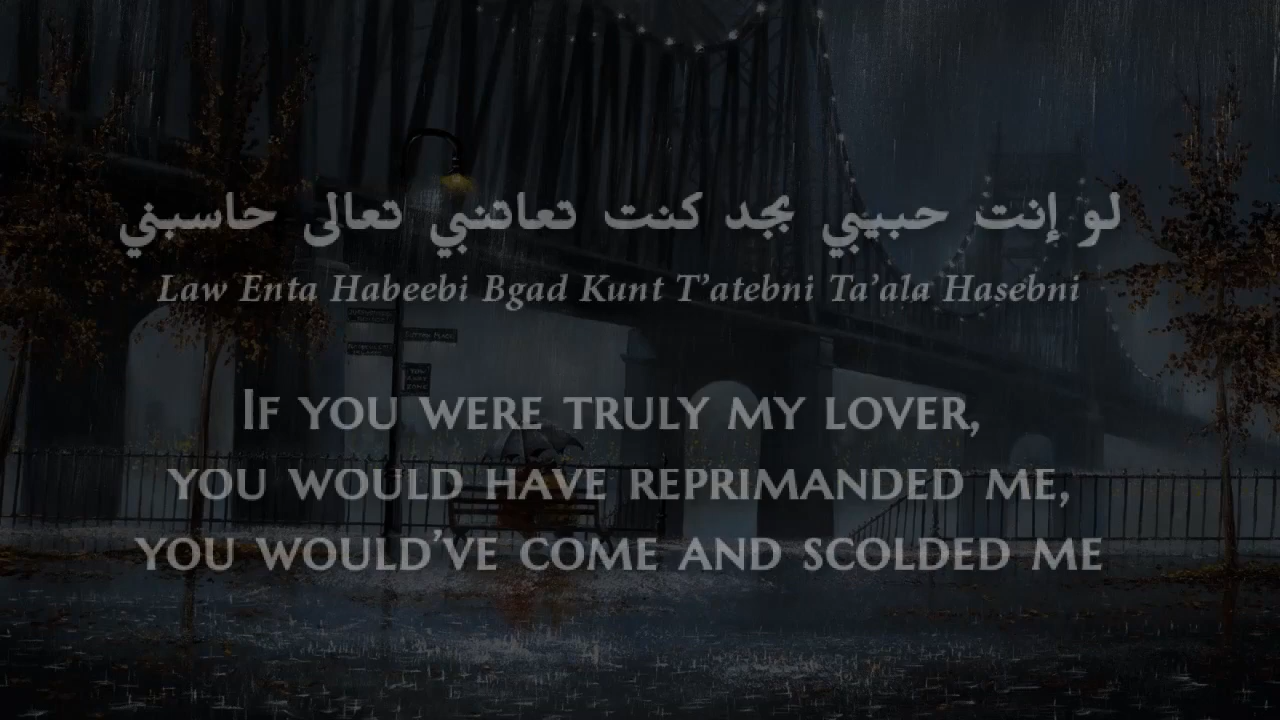 لو إنت حبيبي بجد كنت تعاتبني تعالى حاسبني
Law Enta Habeebi Bgad Kunt T'atebni Ta'ala Hasebni
If you were truly my lover,
you would have reprimanded me,
you would've come and scolded me